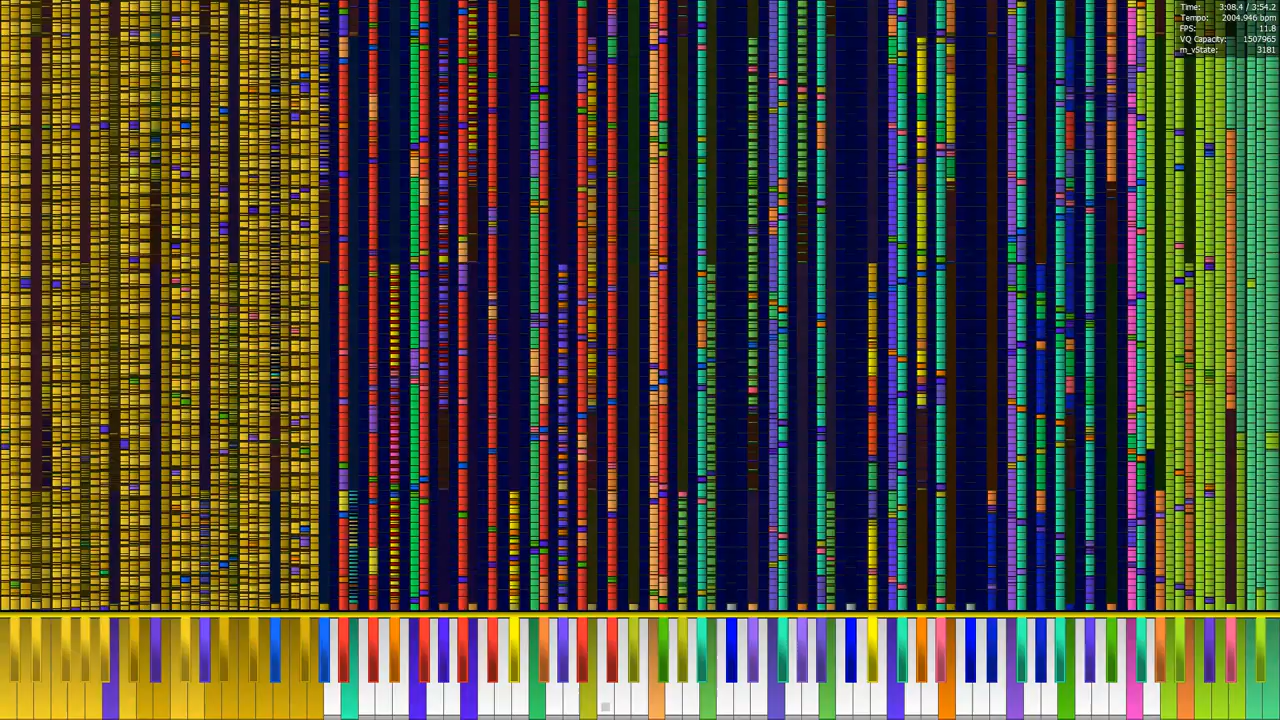 Time: 3:08.4 / 3:54.2
Tempo: 2004.946 bpm
FPS: 11.8
VQ Capacity: 1507965
m_vState: 3181